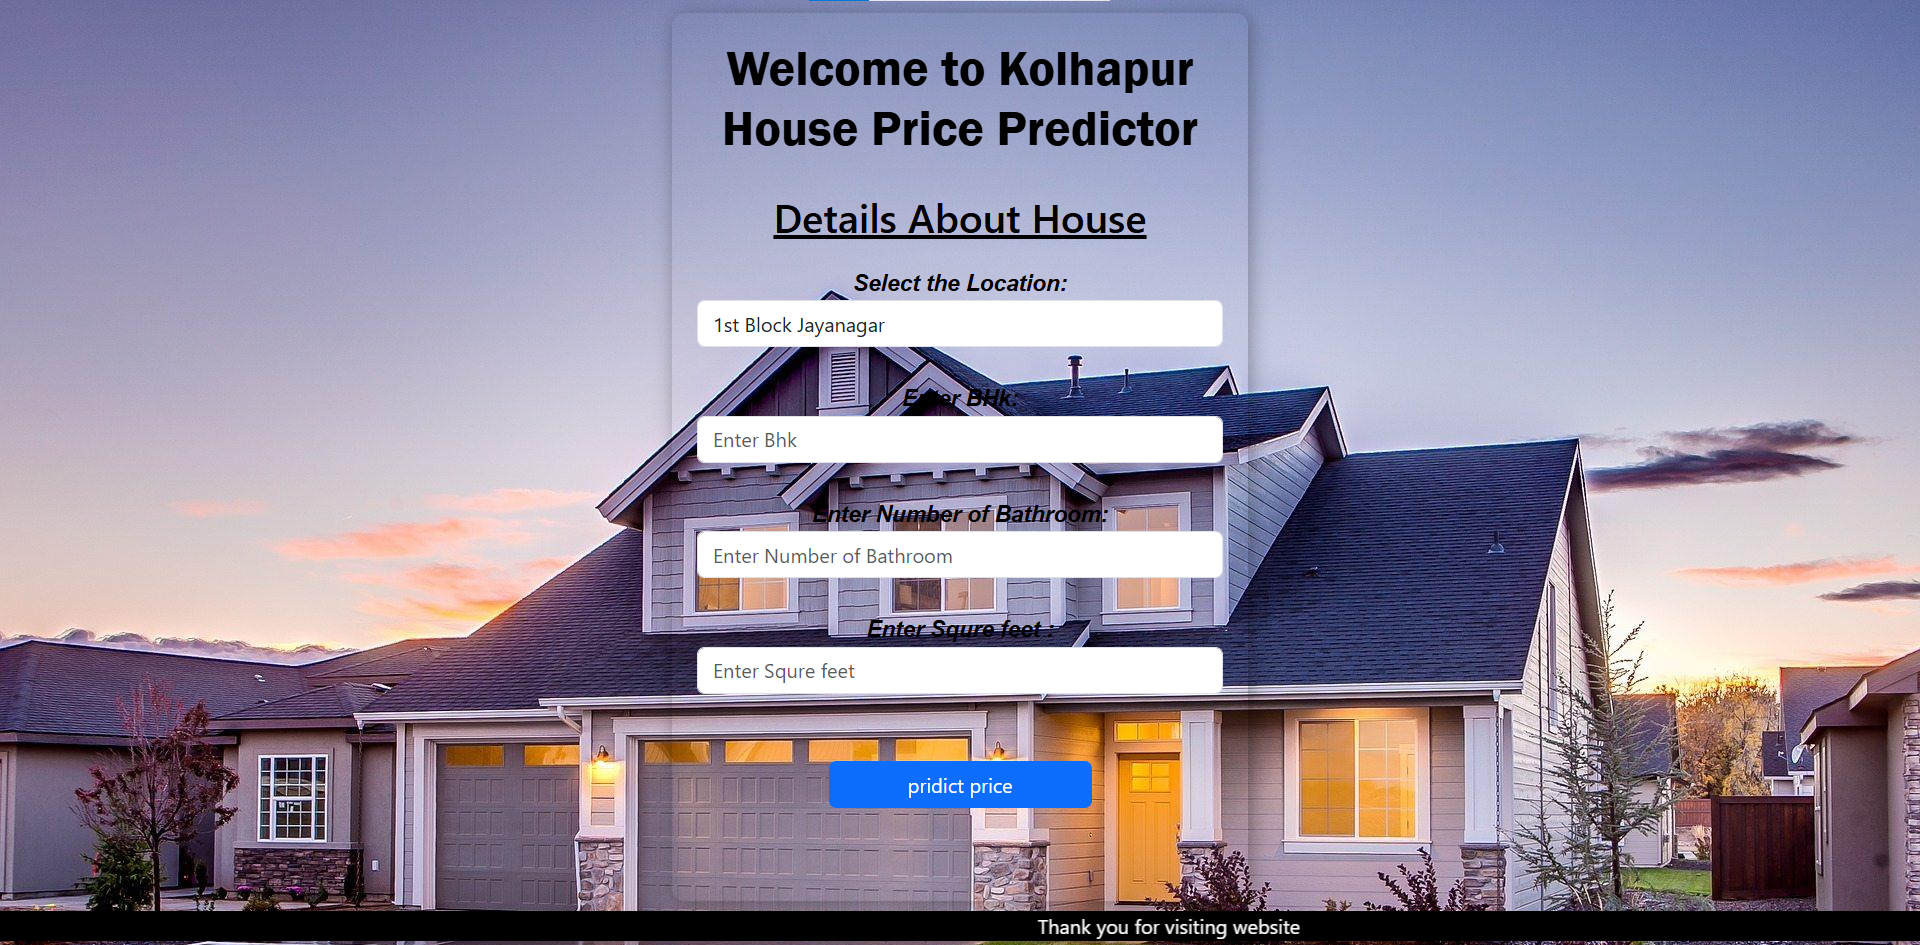 Welcome to Kolhapur
House Price Predictor
Details About House
Select the Location:
1st Block Jayanagar
Enter BHk:
Enter Bhk
Enter Number of Bathroom:
Enter Number of Bathroom
Enter Squre feet :
Enter Squre feet
pridict price
Thank you for visiting website